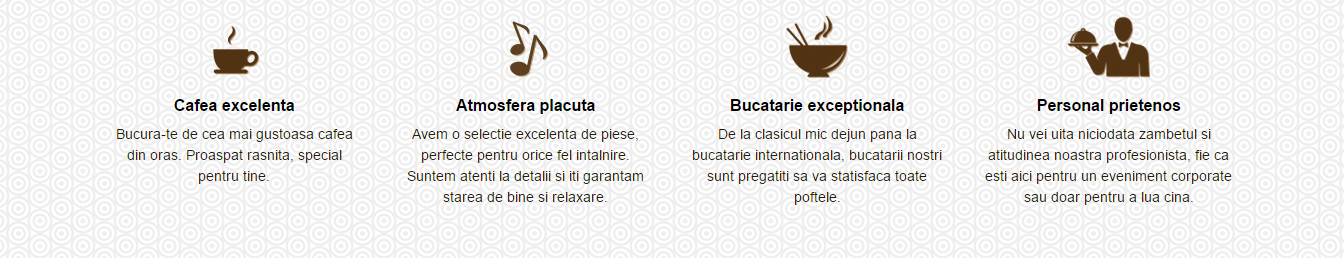 Cafea excelenta
Bucura-te de cea mai gustoasa cafea
din oras. Proaspat rasnita, special
pentru tine.
Atmosfera placuta
Avem o selectie excelenta de piese,
perfecte pentru orice fel intalnire.
Suntem atenti la detalii si iti garantam
starea de bine si relaxare.
Bucatarie exceptionala
De la clasicul mic dejun pana la
bucatarie internationala, bucatarii nostri
sunt pregatiti sa va statisfaca toate
poftele.
Personal prietenos
Nu vei uita niciodata zambetul si
atitudinea noastra profesionista, fie ca
esti aici pentru un eveniment corporate
sau doar pentru a lua cina.